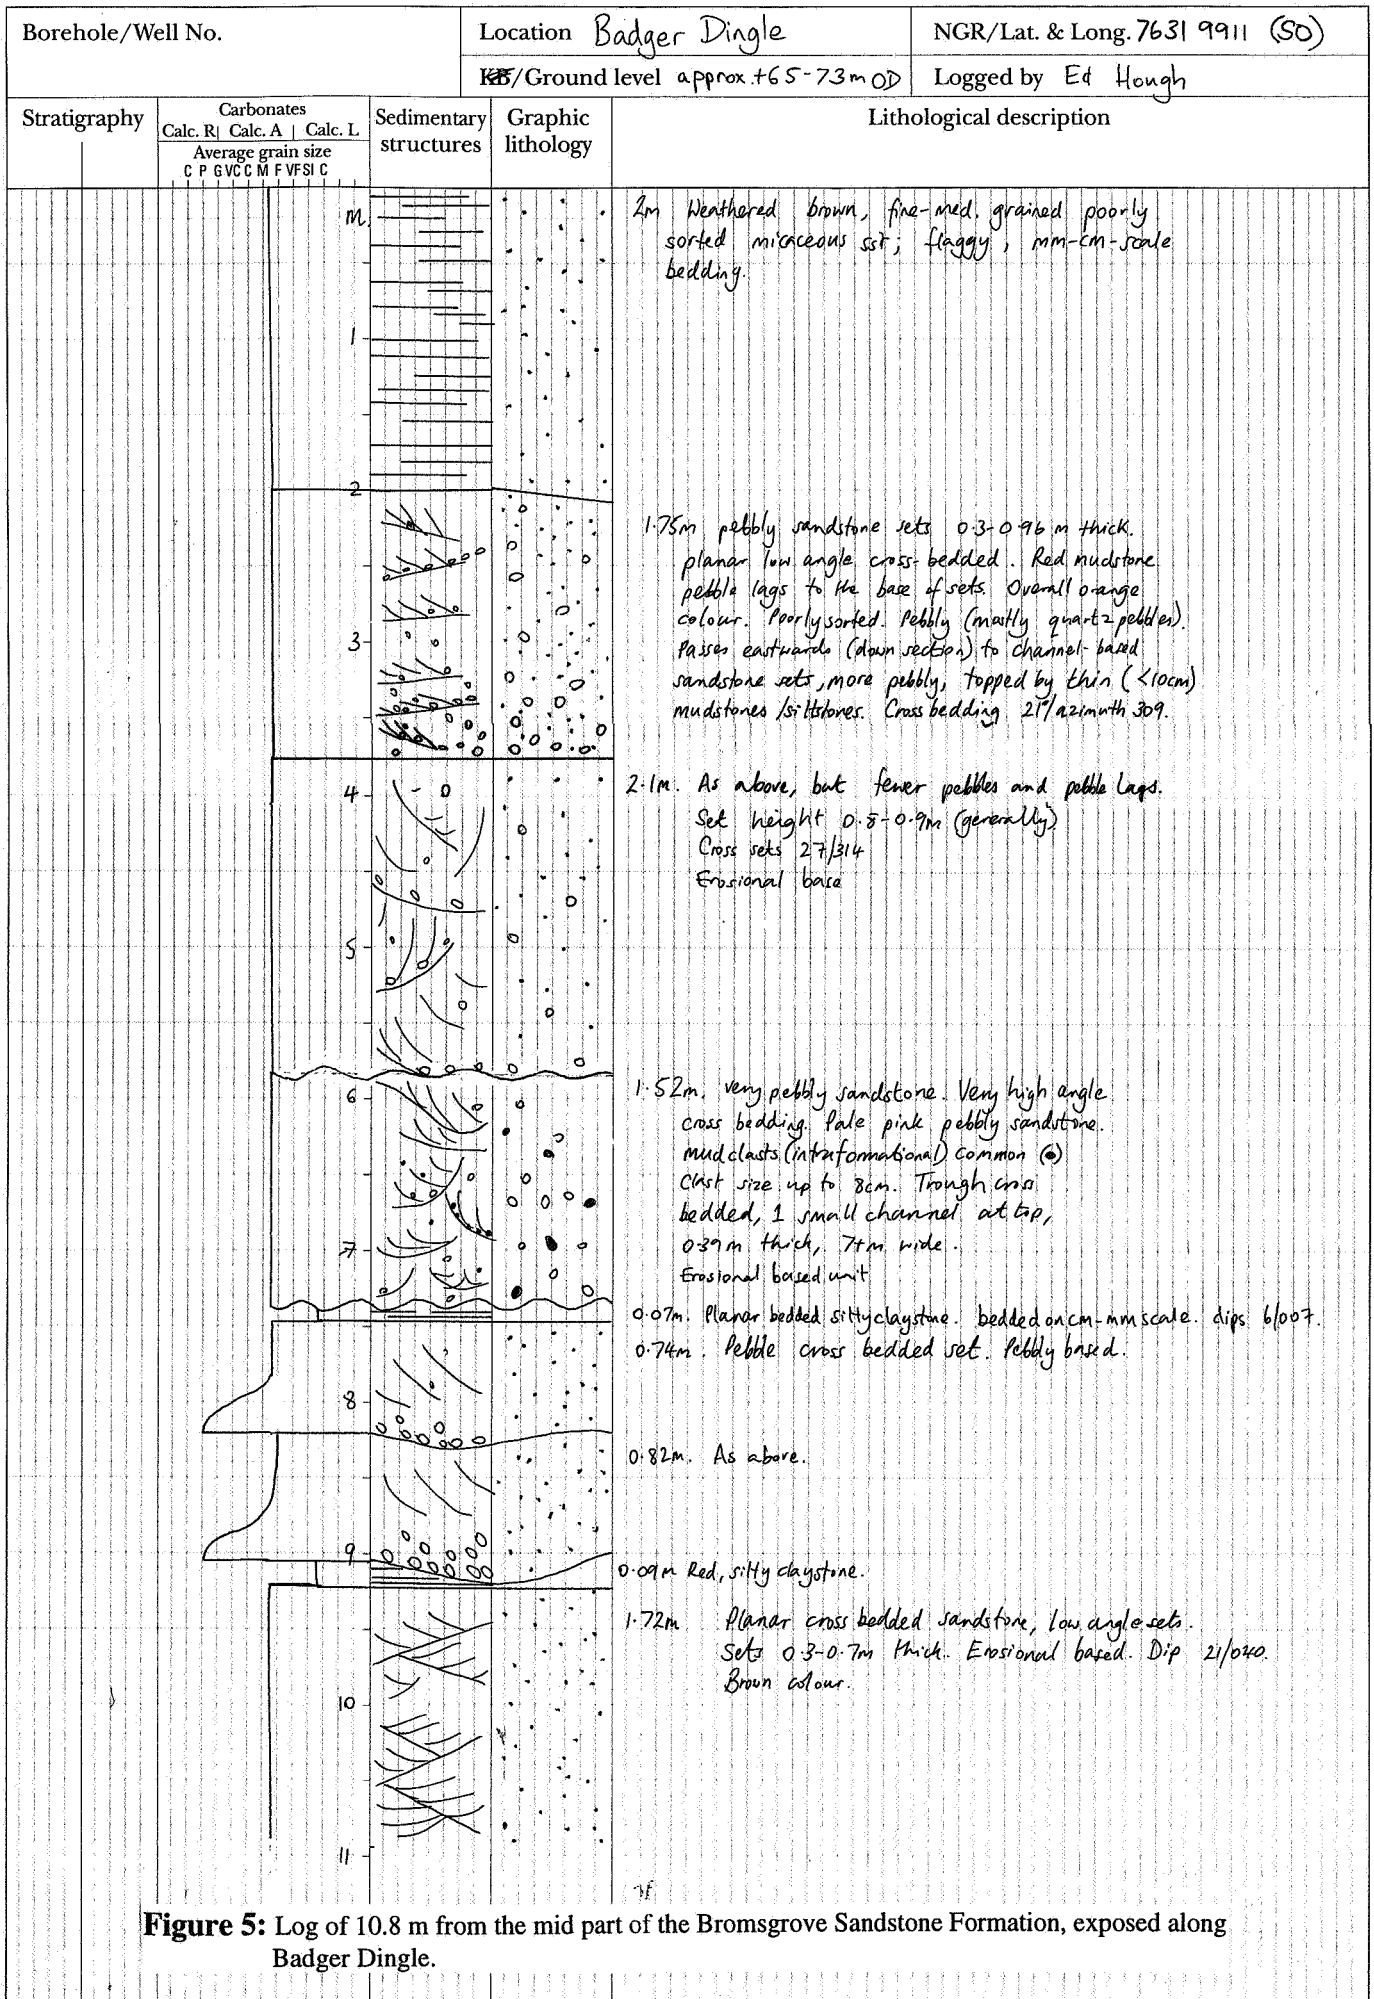 Borehole/Well No.
Location Badger Dingle
NGR/Lat. & Long. 7631 9911 (SO)
KB/Ground level approx. +65-73m OD
Logged by Ed Hough
Stratigraphy
Carbonates
Calc. R| Calc. A | Calc. L
Average grain size
C P G VC C M F VF SI C
Sedimentary
structures
Graphic
lithology
Lithological description
m
2m Weathered brown, fine-med. grained poorly
sorted micaceous sst; flaggy, mm-cm-scale
bedding.
1
2
1.75m pebbly sandstone sets 0.3-0.96 m thick.
planar low angle cross-bedded. Red mudstone
pebble lags to the base of sets. Overall orange
colour. Poorly sorted. Pebbly (mostly quartz pebbles).
Passes eastwards (down section) to channel-based
sandstone sets, more pebbly, topped by thin (<10cm)
mudstones/siltstones. Cross bedding 21°/azimuth 309.
3
4
2.1m. As above, but fewer pebbles and pebble lags.
Set height 0.8-0.9m (generally)
Cross sets 27/314
Erosional base
5
6
1.52m. very pebbly sandstone. Very high angle
cross bedding. Pale pink pebbly sandstone.
mud clasts (intraformational) common (●)
Clast size up to 8cm. Trough cross
bedded, 1 small channel at top,
0.39m thick, 7+m wide.
Erosional based unit
7
0.07m. Planar bedded silty claystone. bedded on cm-mm scale. dips 6/007.
0.74m. Pebble cross bedded set. Pebbly based.
8
0.82m. As above.
9
0.09m Red, silty claystone.
1.72m Planar cross bedded sandstone, low angle sets.
Sets 0.3-0.7m thick. Erosional based. Dip 21/040.
Brown colour.
10
11
Figure 5: Log of 10.8 m from the mid part of the Bromsgrove Sandstone Formation, exposed along
Badger Dingle.